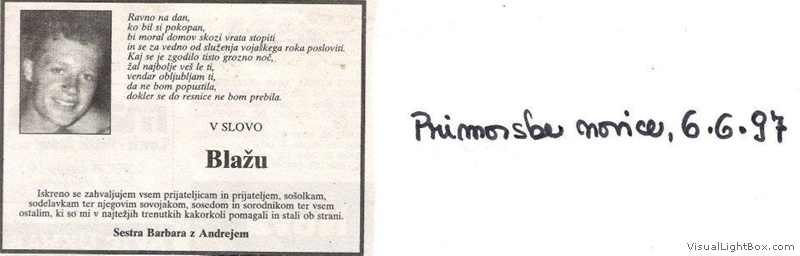 Ravno na dan,
ko bil si pokopan,
bi moral domov skozi vrata stopiti
in se za vedno od služenja vojaškega roka posloviti.
Kaj se je zgodilo tisto grozno noč,
žal najbolje veš le ti,
vendar obljubljam ti,
da ne bom popustila,
dokler se do resnice ne bom prebila.
V SLOVO
Blažu
Iskreno se zahvaljujem vsem prijateljicam in prijateljem, sošolkam,
sodelavkam ter njegovim sovojakom, sosedom in sorodnikom ter vsem
ostalim, ki so mi v najtežjih trenutkih kakorkoli pomagali in stali ob strani.
Sestra Barbara z Andrejem
Primorske novice, 6.6.97
VisualLightBox.com